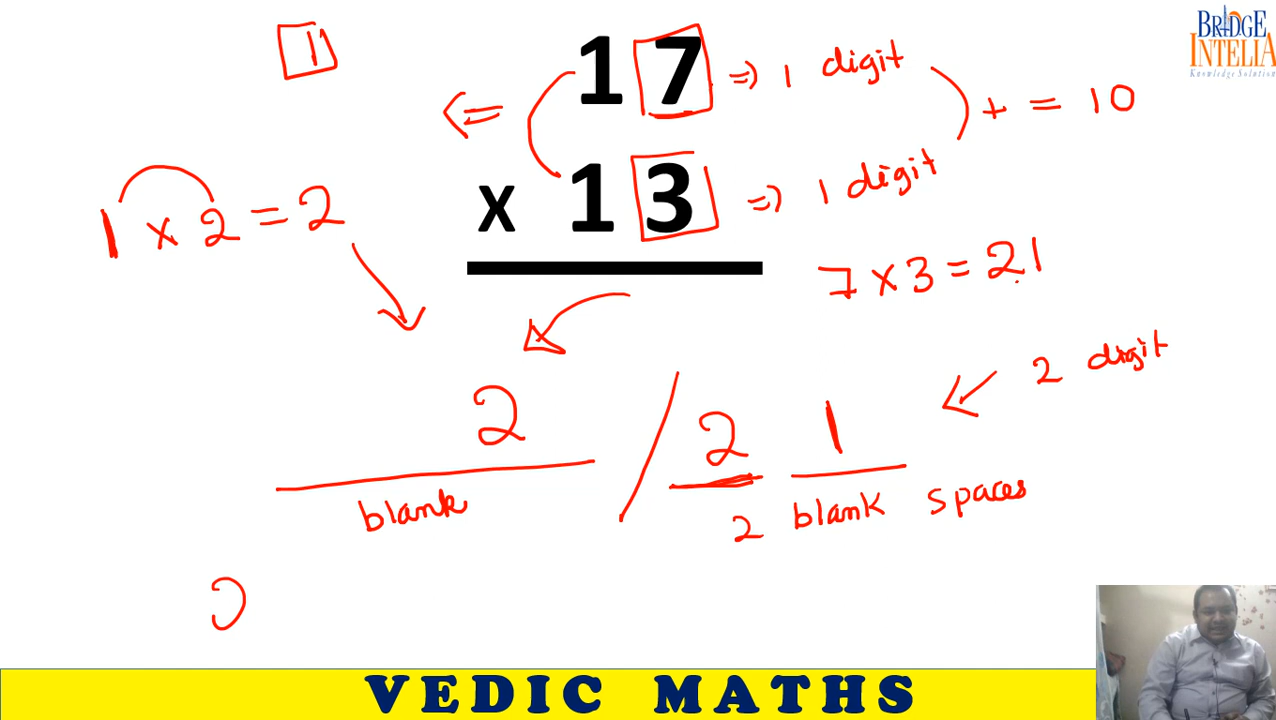 BRIDGE
INTELIA
Knowledge Solution
1
17 => 1 digit
+ = 10
x 13 => 1 digit
1 x 2 = 2
7 x 3 = 21
2 digit
2 / 2 1
blank
2 blank spaces
VEDIC MATHS